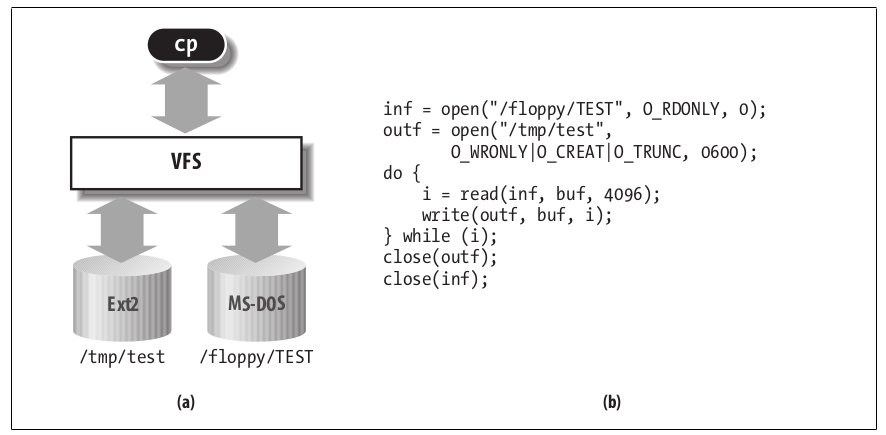 cp
VFS
Ext2
MS-DOS
/tmp/test
/floppy/TEST
(a)
inf = open("/floppy/TEST", O_RDONLY, 0);
outf = open("/tmp/test",
       O_WRONLY|O_CREAT|O_TRUNC, 0600);
do {
    i = read(inf, buf, 4096);
    write(outf, buf, i);
} while (i);
close(outf);
close(inf);
(b)